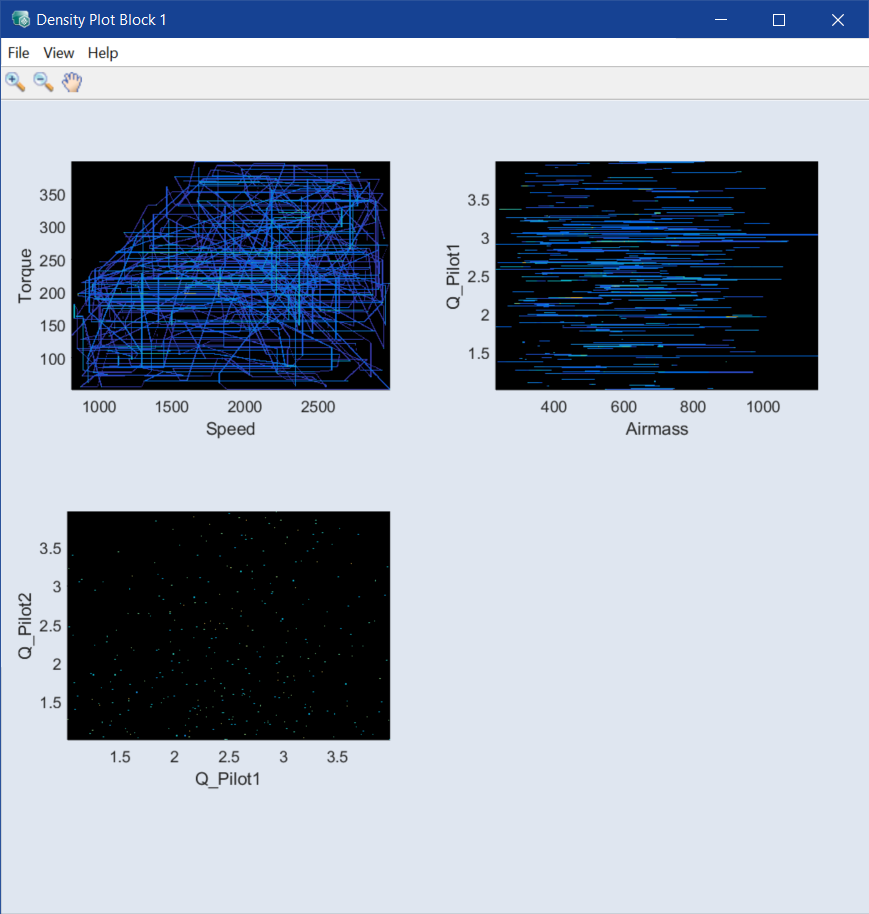 Density Plot Block 1
File View Help
350
300
250
200
150
100
Torque
1000 1500 2000 2500
Speed
3.5
3
2.5
2
1.5
Q_Pilot1
400 600 800 1000
Airmass
3.5
3
2.5
2
1.5
Q_Pilot2
1.5 2 2.5 3 3.5
Q_Pilot1